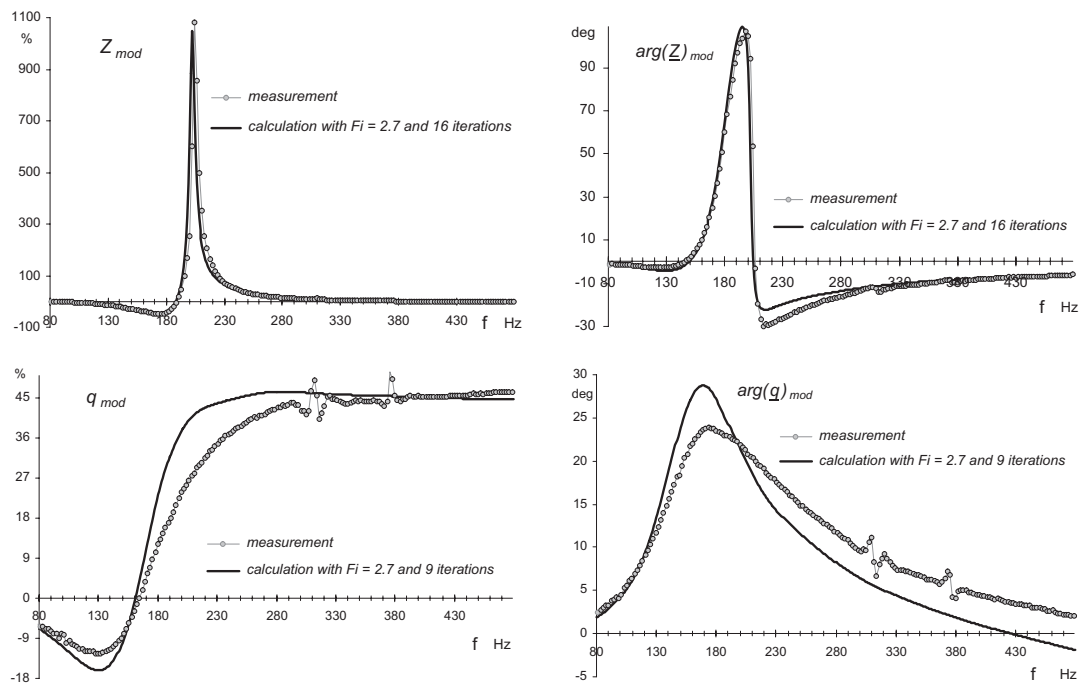 1100
%
900
700
500
300
100
-100
Z mod
measurement
calculation with Fi = 2.7 and 16 iterations
80 130 180 230 280 330 380 430
f Hz
deg
90
70
50
30
10
-10
-30
arg(Z) mod
measurement
calculation with Fi = 2.7 and 16 iterations
80 130 180 230 280 330 380 430
f Hz
%
45
36
27
18
9
0
-9
-18
q mod
measurement
calculation with Fi = 2.7 and 9 iterations
80 130 180 230 280 330 380 430
f Hz
30
deg
25
20
15
10
5
0
-5
arg(q) mod
measurement
calculation with Fi = 2.7 and 9 iterations
80 130 180 230 280 330 380 430
f Hz